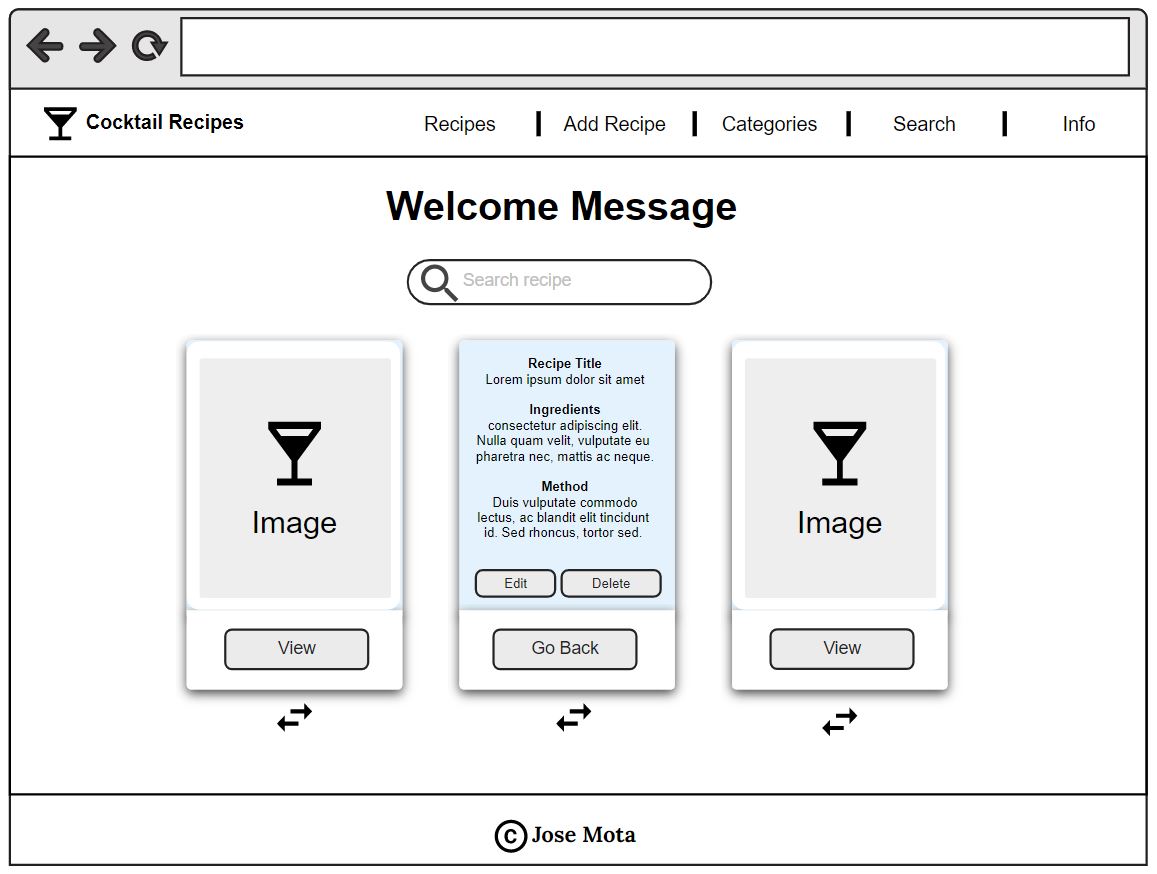 Cocktail Recipes
Recipes
Add Recipe
Categories
Search
Info
Welcome Message
Search recipe
Image
View
Recipe Title
Lorem ipsum dolor sit amet
Ingredients
consectetur adipiscing elit.
Nulla quam velit, vulputate eu
pharetra nec, mattis ac neque.
Method
Duis vulputate commodo
lectus, ac blandit elit tincidunt
id. Sed rhoncus, tortor sed.
Edit
Delete
Go Back
Image
View
© Jose Mota